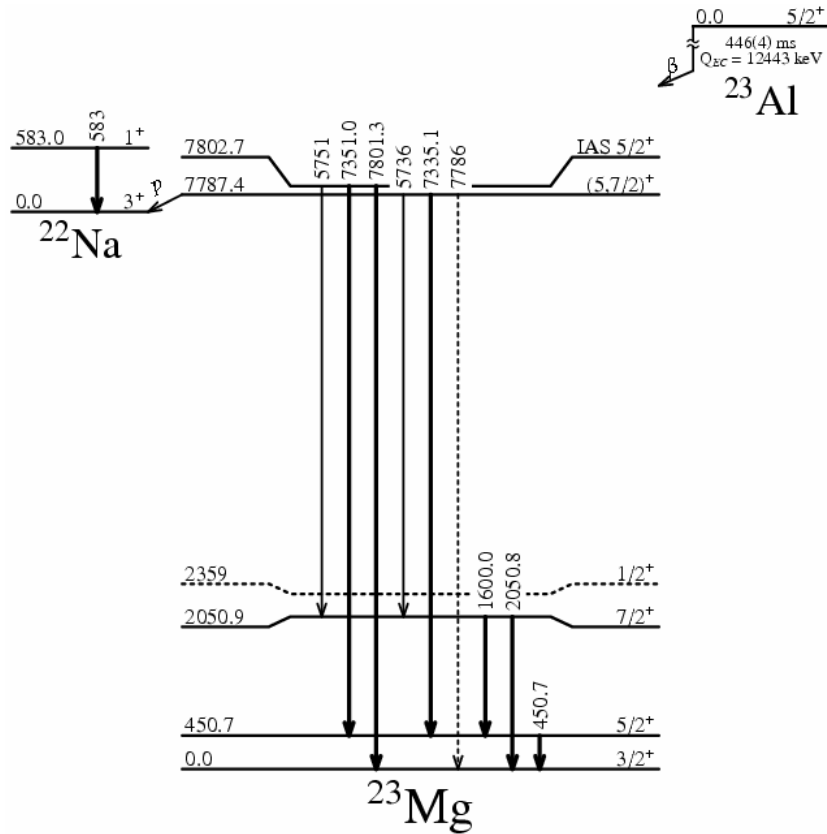 0.0 5/2⁺
446(4) ms
Q_EC = 12443 keV
β
²³Al
583
583.0 1⁺
0.0 3⁺
²²Na
p
5751
7351.0
7801.3
5736
7335.1
7786
7802.7 IAS 5/2⁺
7787.4 (5,7/2)⁺
1600.0
2050.8
2359 1/2⁺
2050.9 7/2⁺
450.7
450.7 5/2⁺
0.0 3/2⁺
²³Mg